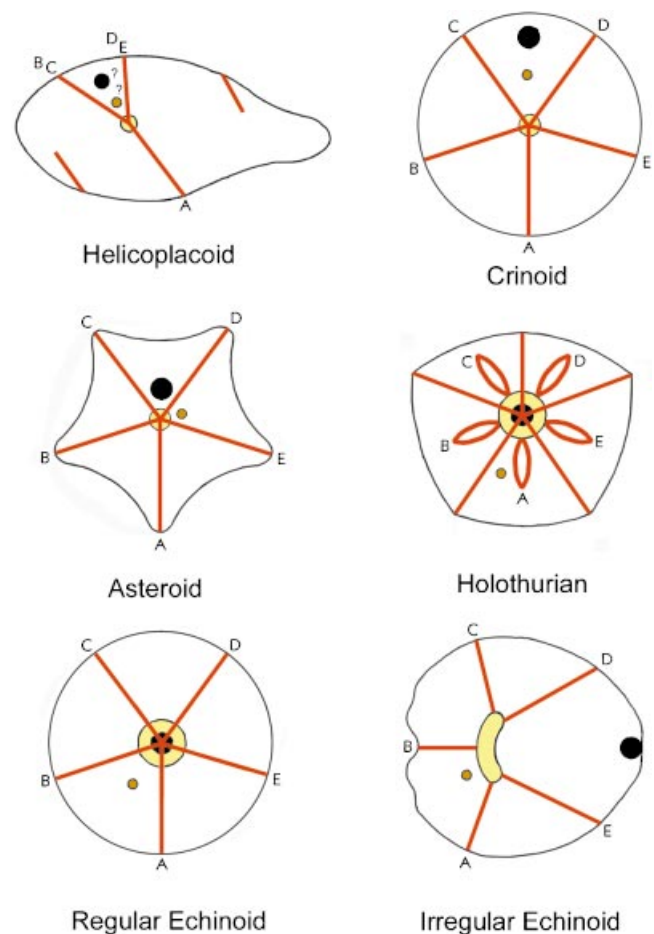 B C
D E
?
?
A
Helicoplacoid
C
D
B
E
A
Crinoid
C
D
B
E
A
Asteroid
C
D
B
E
A
Holothurian
C
D
B
E
A
Regular Echinoid
C
D
B
A
E
Irregular Echinoid